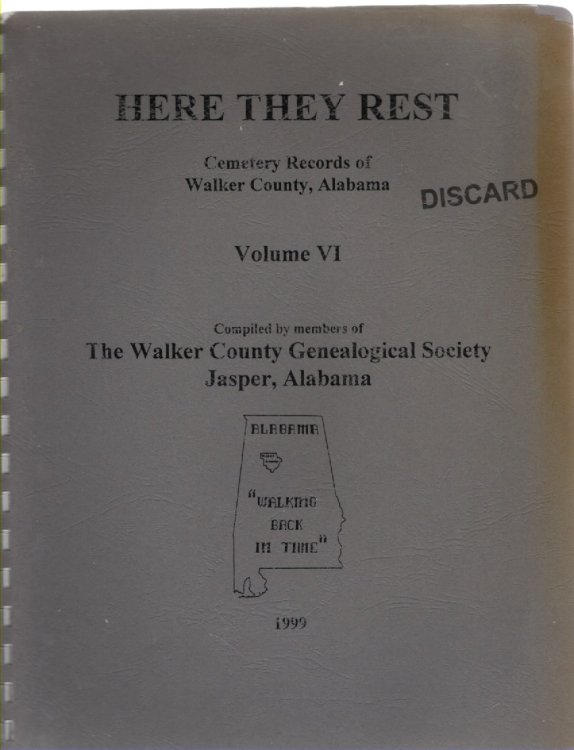 HERE THEY REST
Cemetery Records of
Walker County, Alabama
DISCARD
Volume VI
Compiled by members of
The Walker County Genealogical Society
Jasper, Alabama
ALABAMA
"WALKING
BACK
IN TIME"
1999